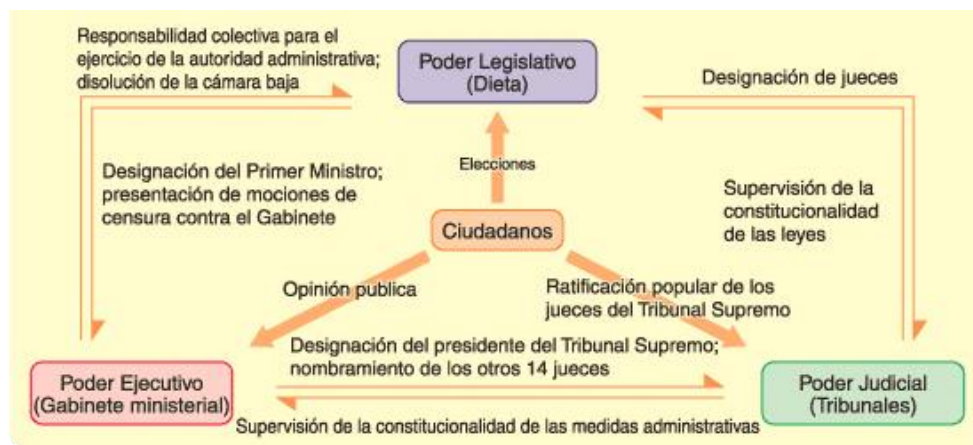 Responsabilidad colectiva para el
ejercicio de la autoridad administrativa;
disolución de la cámara baja
Poder Legislativo
(Dieta)
Designación de jueces
Designación del Primer Ministro;
presentación de mociones de
censura contra el Gabinete
Elecciones
Supervisión de la
constitucionalidad
de las leyes
Ciudadanos
Opinión publica
Ratificación popular de los
jueces del Tribunal Supremo
Designación del presidente del Tribunal Supremo;
nombramiento de los otros 14 jueces
Poder Ejecutivo
(Gabinete ministerial)
Poder Judicial
(Tribunales)
Supervisión de la constitucionalidad de las medidas administrativas